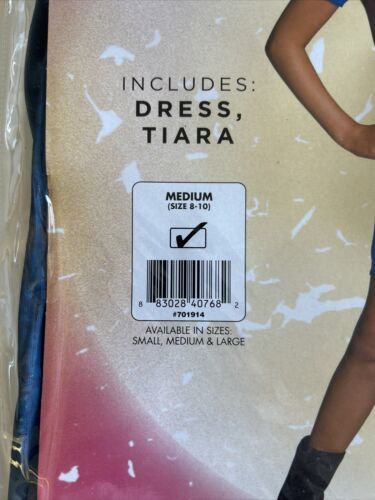 INCLUDES:
DRESS,
TIARA
MEDIUM
(SIZE 8-10)
8 83028 40768 2
#701914
AVAILABLE IN SIZES:
SMALL, MEDIUM & LARGE